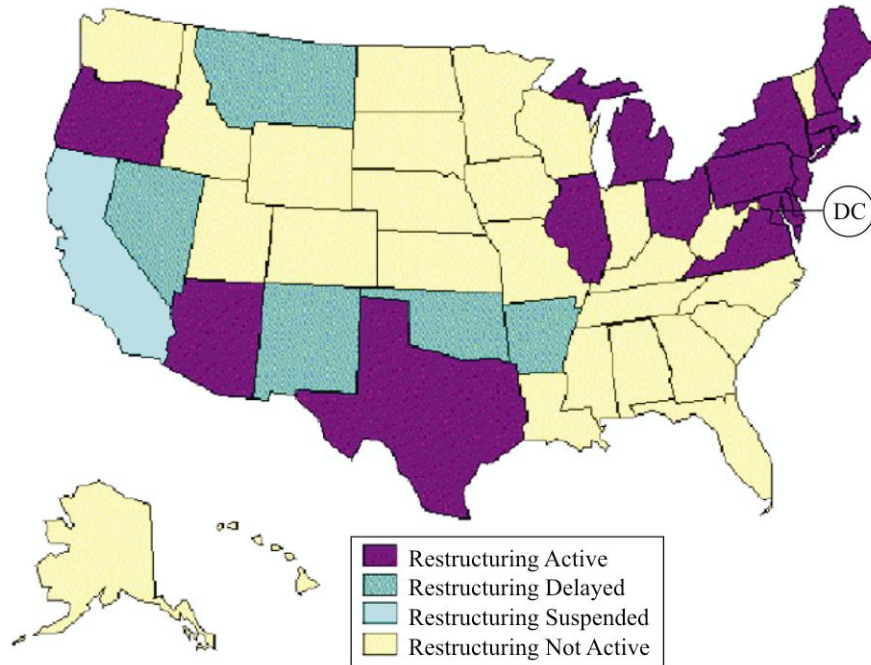 DC
Restructuring Active
Restructuring Delayed
Restructuring Suspended
Restructuring Not Active